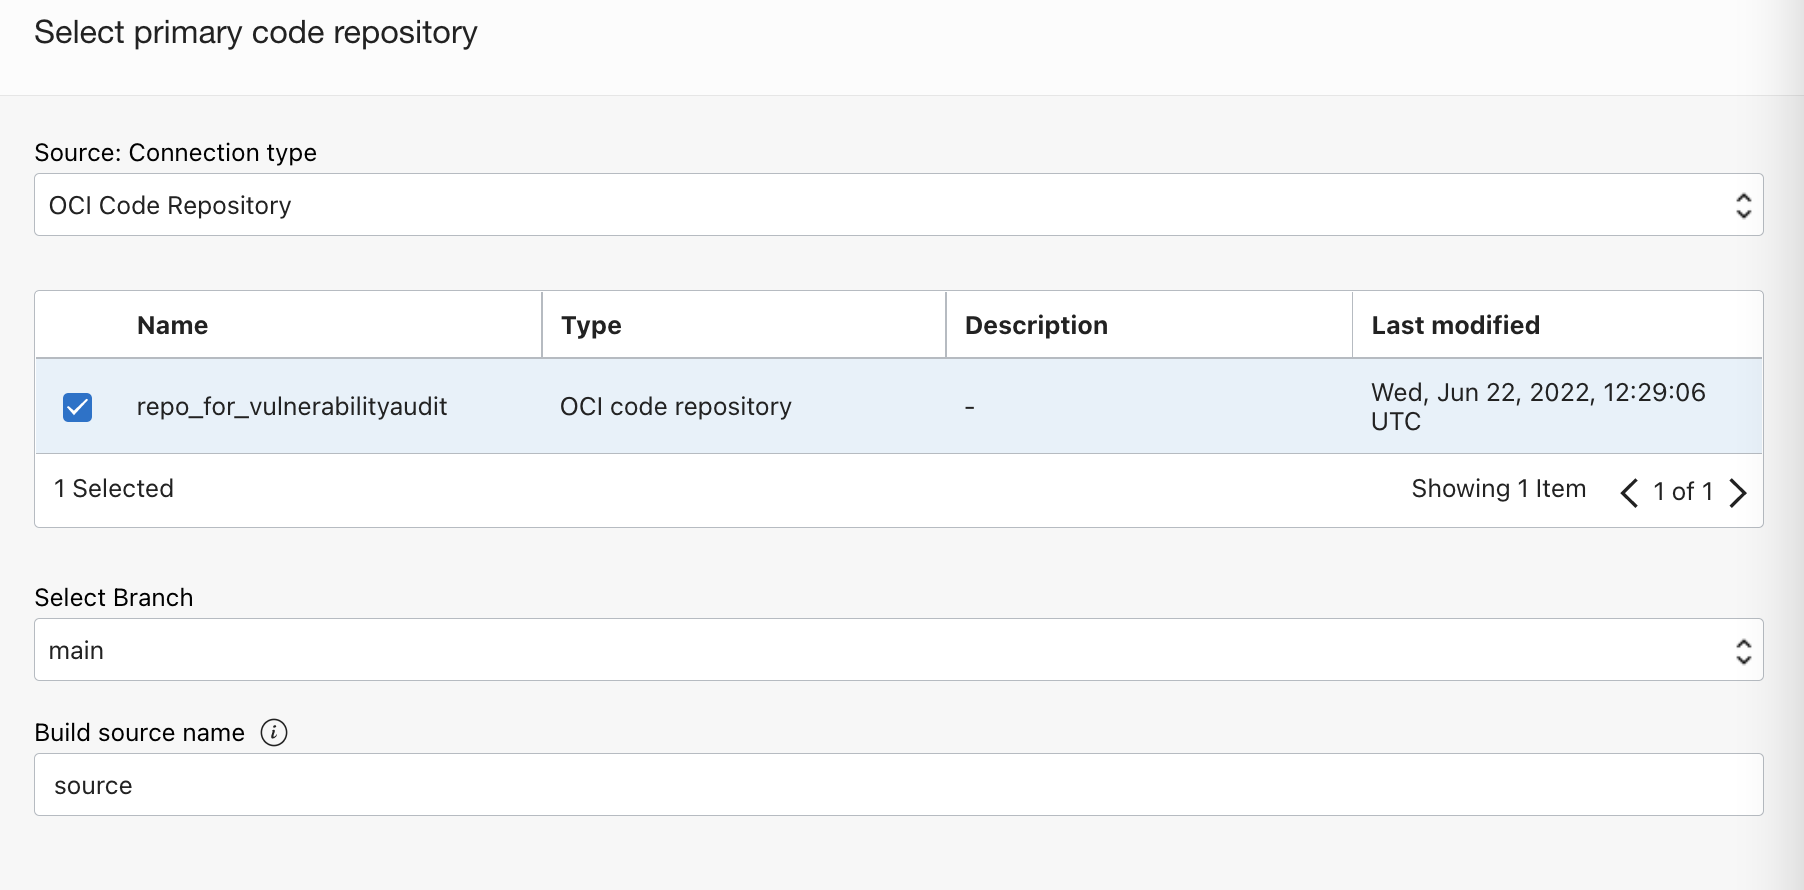 Select primary code repository
Source: Connection type
OCI Code Repository
Name Type Description Last modified
repo_for_vulnerabilityaudit OCI code repository - Wed, Jun 22, 2022, 12:29:06
UTC
1 Selected Showing 1 Item 1 of 1
Select Branch
main
Build source name i
source